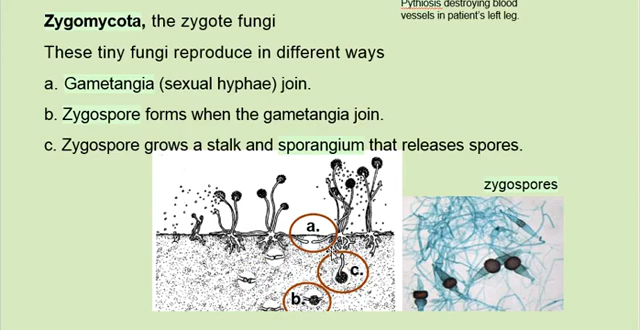 Pythiosis destroying blood
vessels in patient's left leg.
Zygomycota, the zygote fungi
These tiny fungi reproduce in different ways
a. Gametangia (sexual hyphae) join.
b. Zygospore forms when the gametangia join.
c. Zygospore grows a stalk and sporangium that releases spores.
zygospores
a.
c.
b.